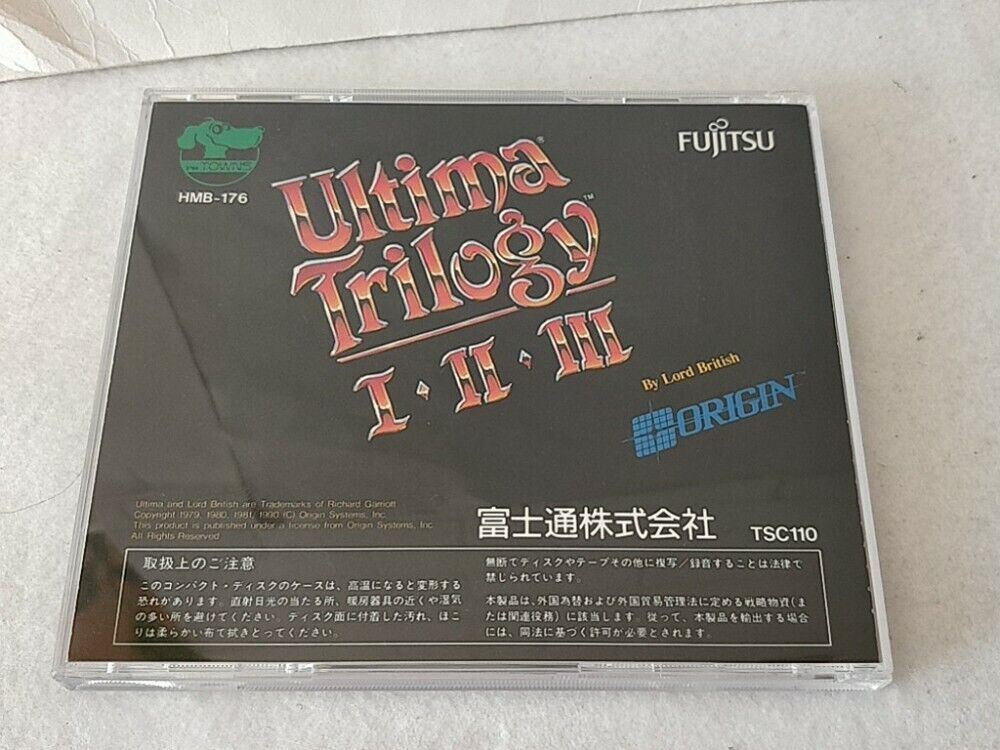 FM TOWNS
HMB-176
FUJITSU
Ultima®
Trilogy™
I・II・III
By Lord British
ORIGIN™
Ultima and Lord British are Trademarks of Richard Garriott
Copyright 1979, 1980, 1981, 1990 (C) Origin Systems, Inc.
This product is published under a license from Origin Systems, Inc
All Rights Reserved
富士通株式会社 TSC110
取扱上のご注意
このコンパクト・ディスクのケースは、高温になると変形する
恐れがあります。直射日光の当たる所、暖房器具の近くや湿気
の多い所を避けてください。ディスク面に付着した汚れ、ほこ
りは柔らかい布で拭きとってください。
無断でディスクやテープその他に複写／録音することは法律で
禁じられています。
本製品は、外国為替および外国貿易管理法に定める戦略物資(ま
たは関連役務)に該当します。従って、本製品を輸出する場合
には、同法に基づく許可が必要とされます。